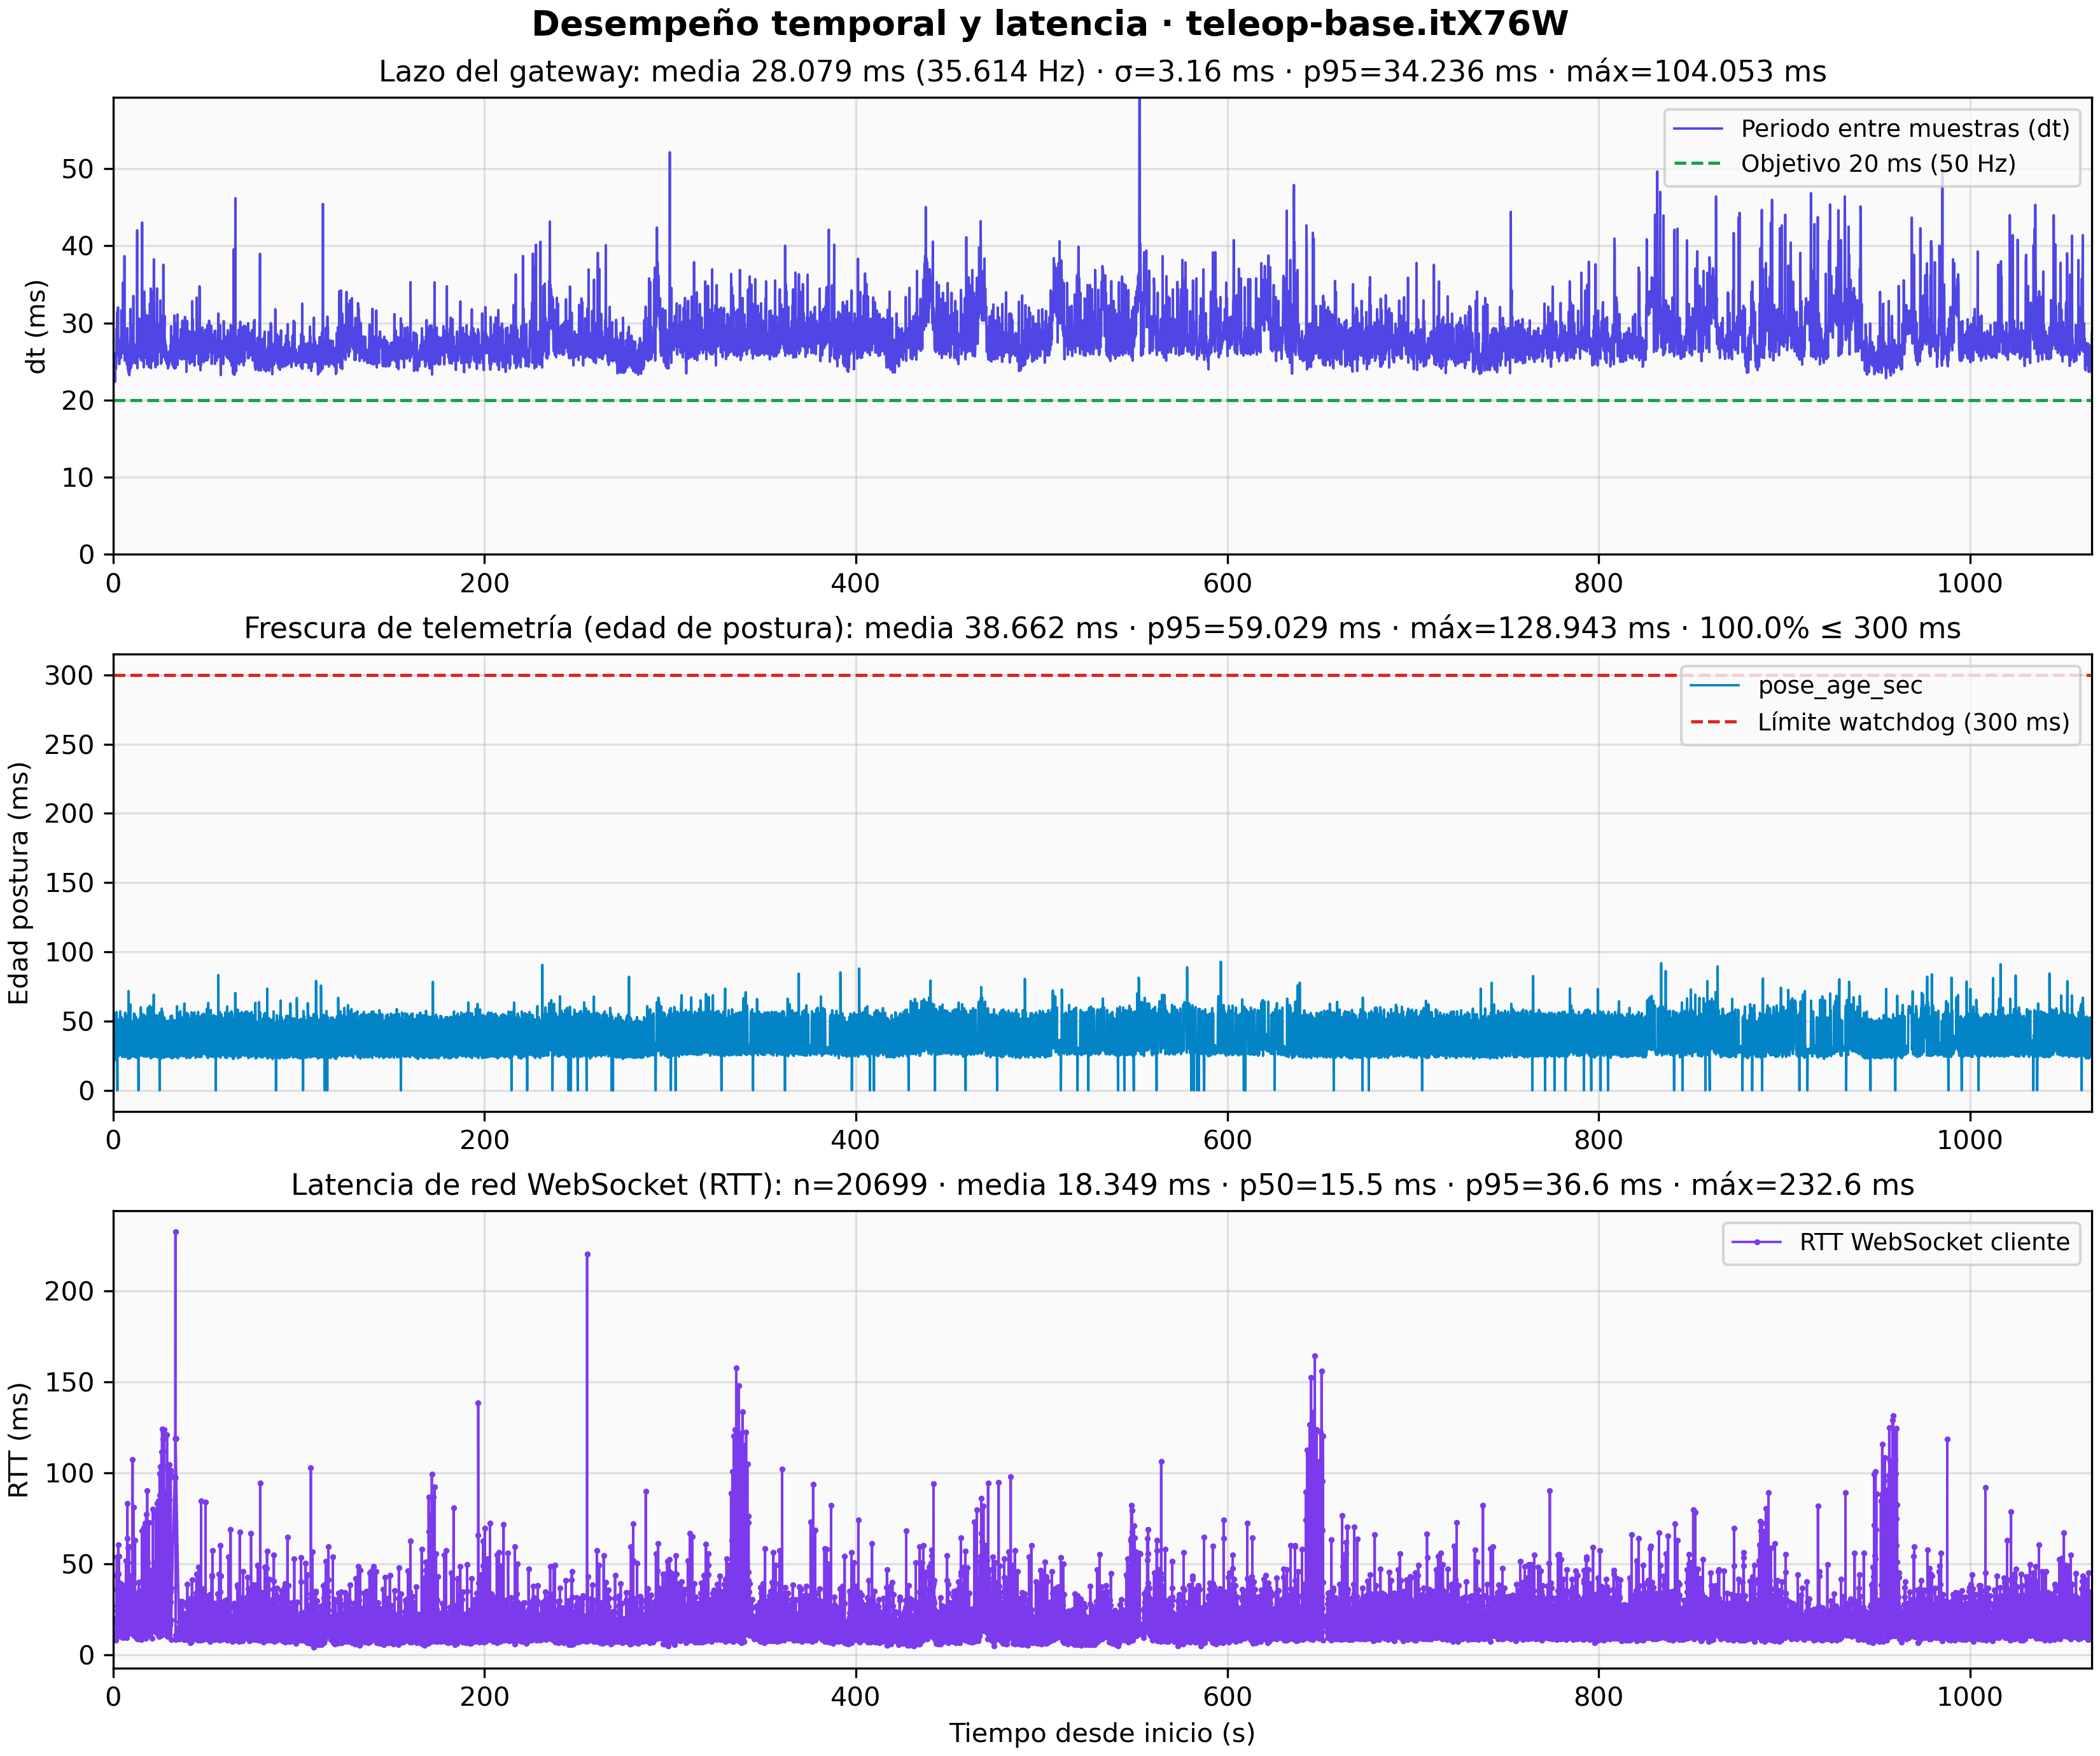 Desempeño temporal y latencia · teleop-base.itX76W
Lazo del gateway: media 28.079 ms (35.614 Hz) · σ=3.16 ms · p95=34.236 ms · máx=104.053 ms
Periodo entre muestras (dt)
Objetivo 20 ms (50 Hz)
dt (ms)
50
40
30
20
10
0
0 200 400 600 800 1000
Frescura de telemetría (edad de postura): media 38.662 ms · p95=59.029 ms · máx=128.943 ms · 100.0% ≤ 300 ms
pose_age_sec
Límite watchdog (300 ms)
Edad postura (ms)
300
250
200
150
100
50
0
0 200 400 600 800 1000
Latencia de red WebSocket (RTT): n=20699 · media 18.349 ms · p50=15.5 ms · p95=36.6 ms · máx=232.6 ms
RTT WebSocket cliente
RTT (ms)
200
150
100
50
0
0 200 400 600 800 1000
Tiempo desde inicio (s)